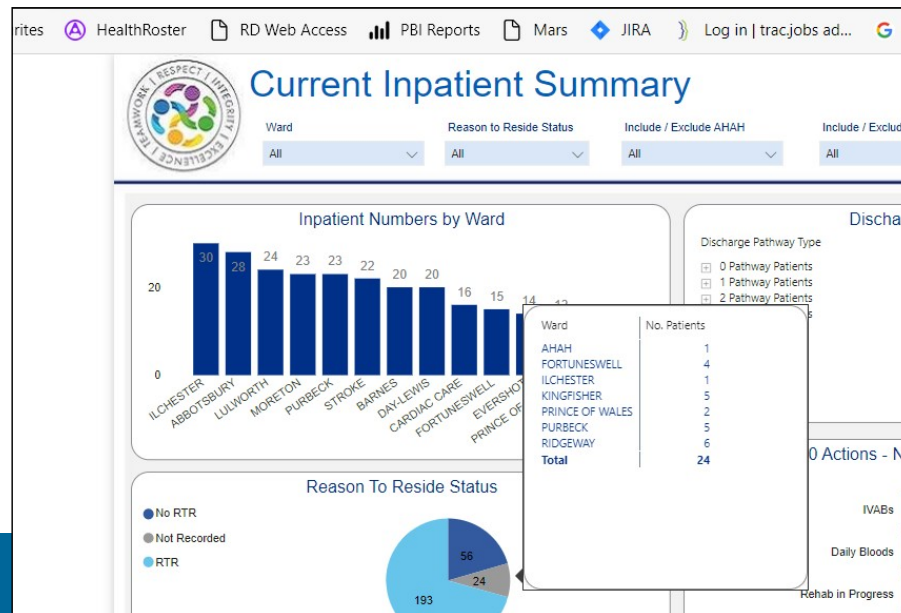 rites HealthRoster RD Web Access PBI Reports Mars JIRA Log in | trac.jobs ad...
TEAMWORK | RESPECT | INTEGRITY | EXCELLENCE
Current Inpatient Summary
Ward Reason to Reside Status Include / Exclude AHAH Include / Exclud
All All All All
Inpatient Numbers by Ward
20
0
30 28 24 23 23 22 20 20 16 15 14
ILCHESTER
ABBOTSBURY
LULWORTH
MORETON
PURBECK
STROKE
BARNES
DAY-LEWIS
CARDIAC CARE
FORTUNESWELL
EVERSHOT
PRINCE OF
Discha
Discharge Pathway Type
0 Pathway Patients
1 Pathway Patients
2 Pathway Patients
Ward No. Patients
AHAH 1
FORTUNESWELL 4
ILCHESTER 1
KINGFISHER 5
PRINCE OF WALES 2
PURBECK 5
RIDGEWAY 6
Total 24
Reason To Reside Status
No RTR
Not Recorded
RTR
56
24
193
0 Actions - N
IVABs
Daily Bloods
Rehab in Progress